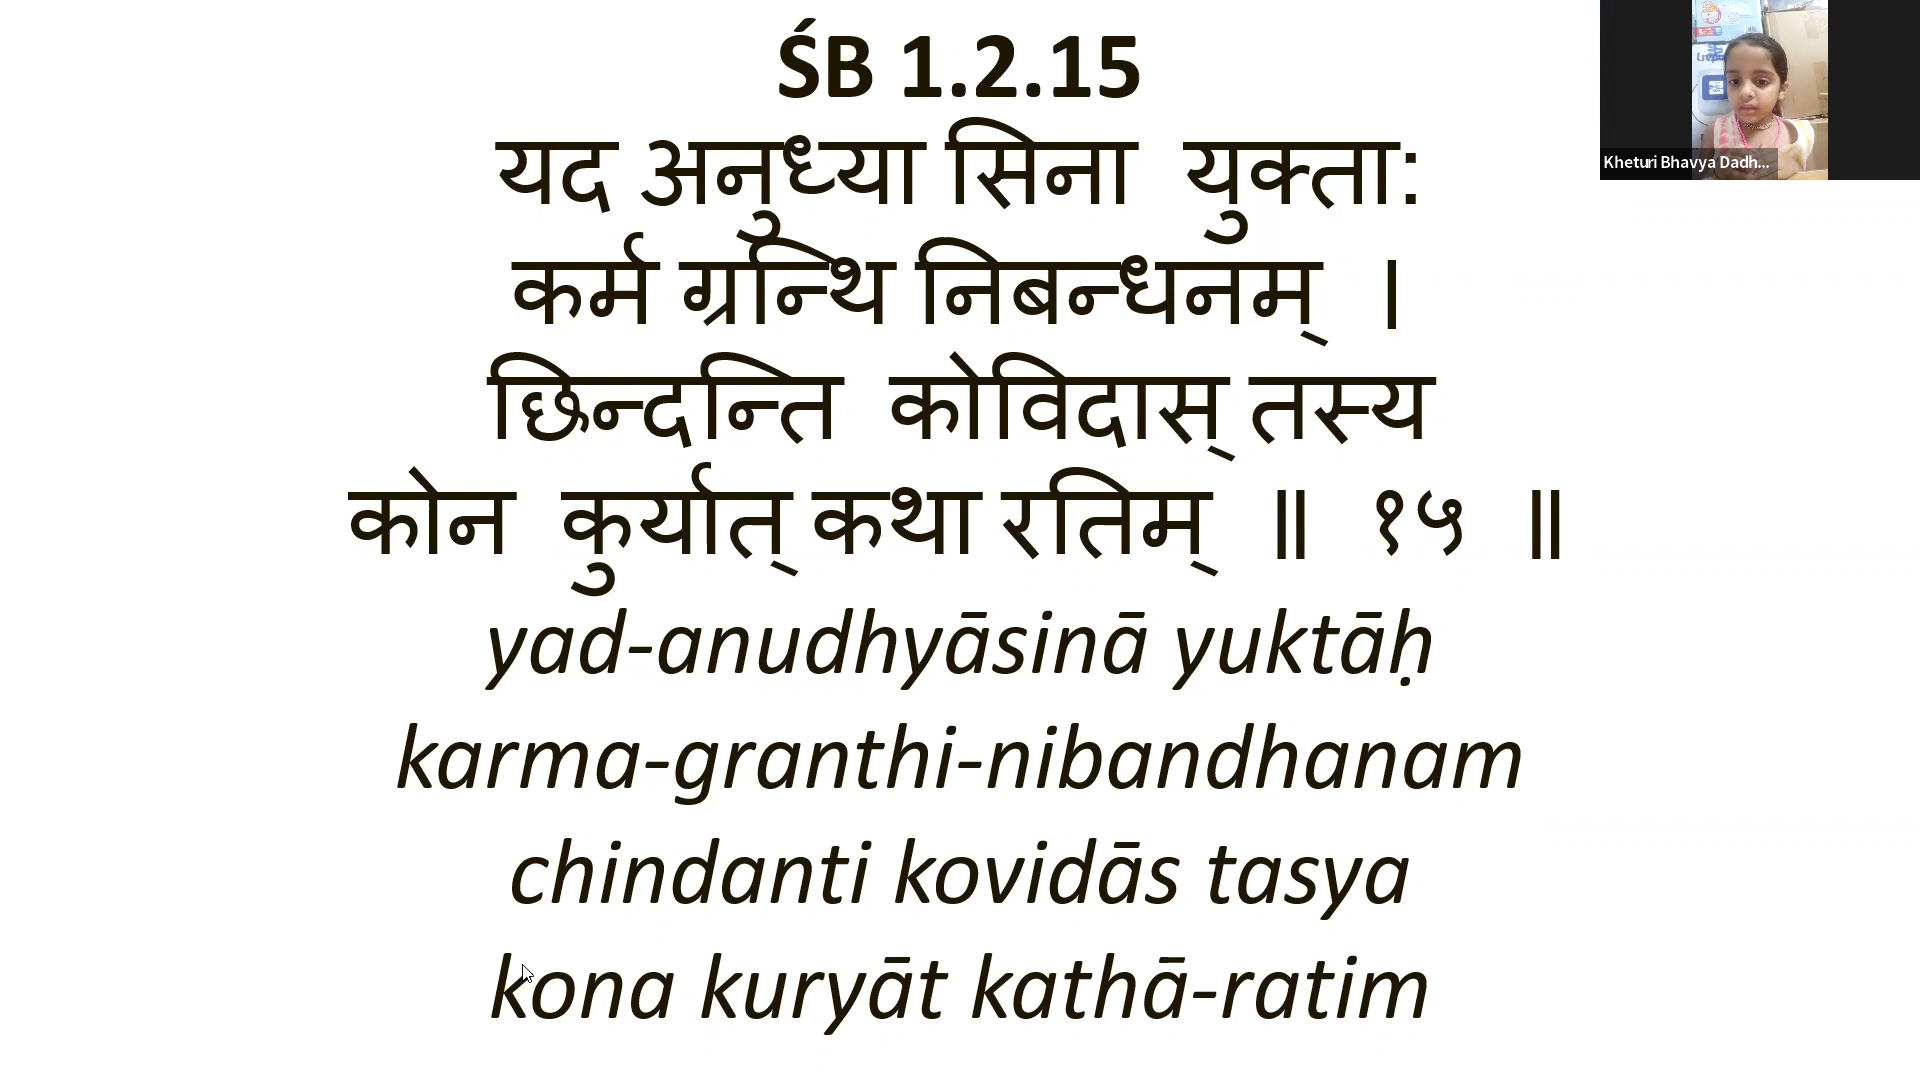 ŚB 1.2.15
यद अनुध्या सिना युक्ता:
कर्म ग्रन्थि निबन्धनम् ।
छिन्दन्ति कोविदास् तस्य
कोन कुर्यात् कथा रतिम् ॥ १५ ॥
yad-anudhyāsinā yuktāḥ
karma-granthi-nibandhanam
chindanti kovidās tasya
kona kuryāt kathā-ratim
Kheturi Bhavya Dadh...